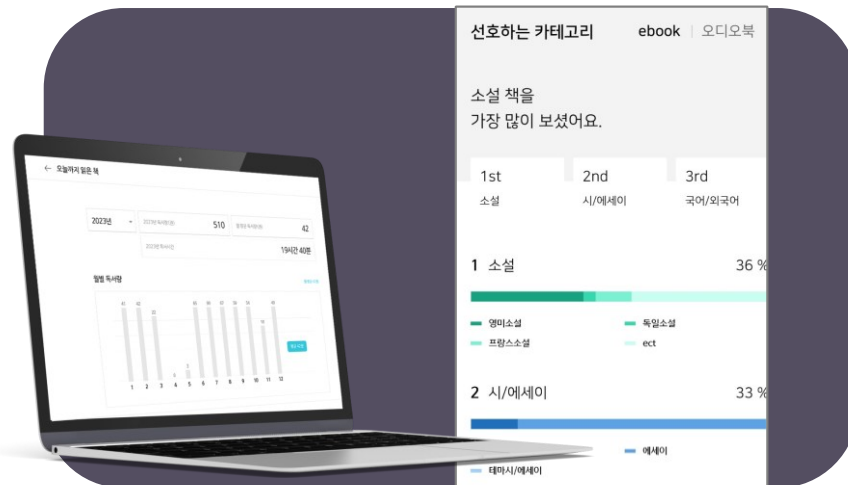 ← 오늘까지 읽은 책
2023년
510
42
19시간 40분
월별 독서량
1 2 3 4 5 6 7 8 9 10 11 12
선호하는 카테고리
ebook | 오디오북
소설 책을
가장 많이 보셨어요.
1st 2nd 3rd
소설 시/에세이 국어/외국어
1 소설 36 %
영미소설 독일소설
프랑스소설 ect
2 시/에세이 33 %
에세이
테마시/에세이